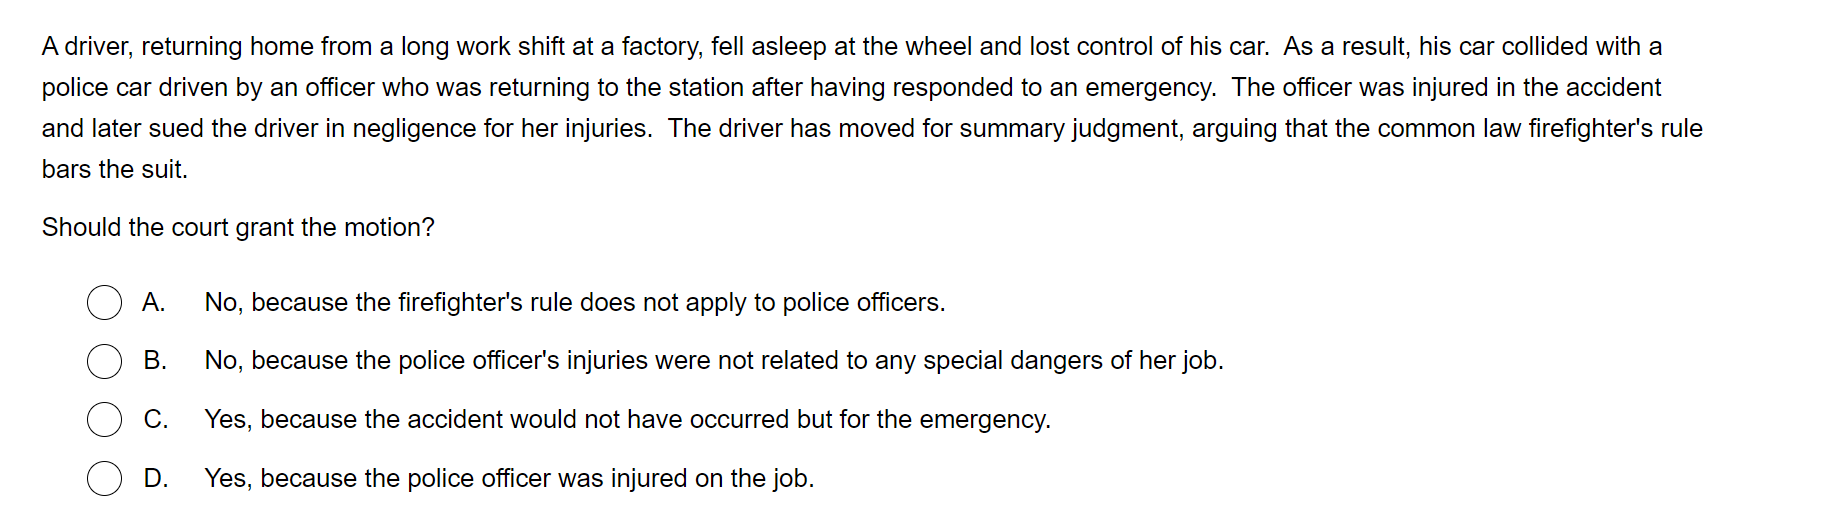 A driver, returning home from a long work shift at a factory, fell asleep at the wheel and lost control of his car.  As a result, his car collided with a
police car driven by an officer who was returning to the station after having responded to an emergency.  The officer was injured in the accident
and later sued the driver in negligence for her injuries.  The driver has moved for summary judgment, arguing that the common law firefighter's rule
bars the suit.
Should the court grant the motion?
A. No, because the firefighter's rule does not apply to police officers.
B. No, because the police officer's injuries were not related to any special dangers of her job.
C. Yes, because the accident would not have occurred but for the emergency.
D. Yes, because the police officer was injured on the job.